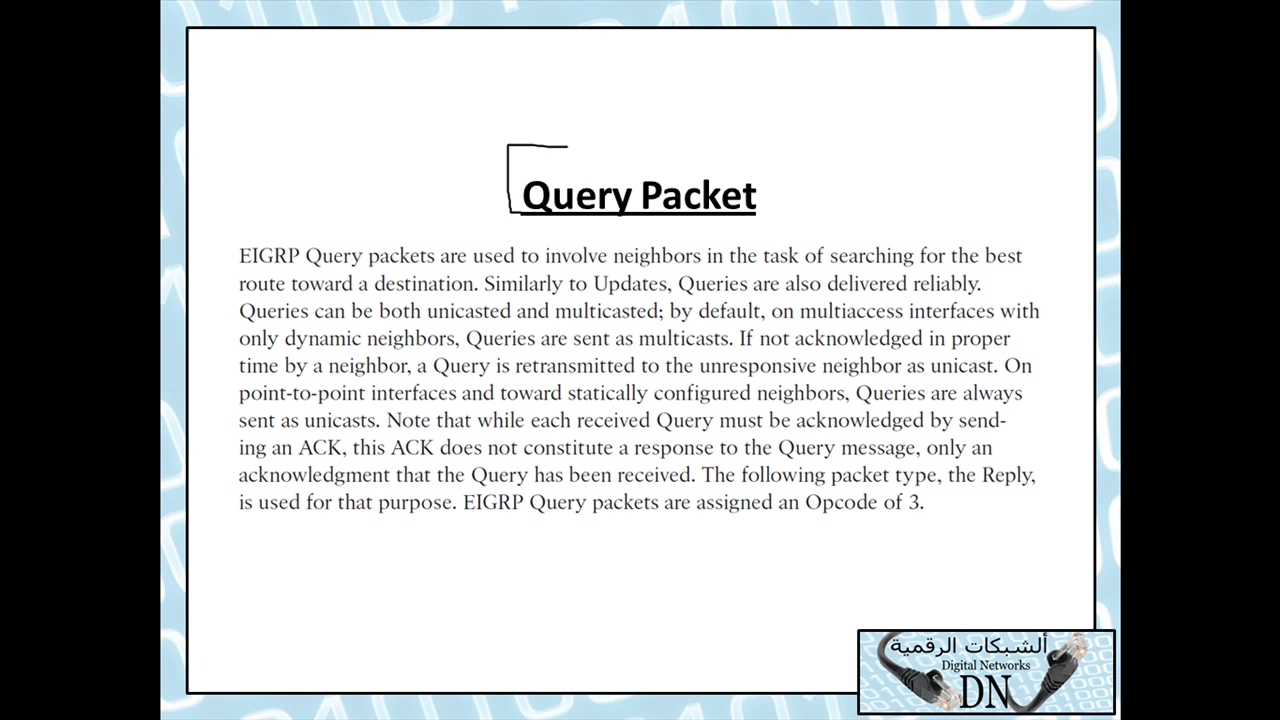 Query Packet
EIGRP Query packets are used to involve neighbors in the task of searching for the best
route toward a destination. Similarly to Updates, Queries are also delivered reliably.
Queries can be both unicasted and multicasted; by default, on multiaccess interfaces with
only dynamic neighbors, Queries are sent as multicasts. If not acknowledged in proper
time by a neighbor, a Query is retransmitted to the unresponsive neighbor as unicast. On
point-to-point interfaces and toward statically configured neighbors, Queries are always
sent as unicasts. Note that while each received Query must be acknowledged by send-
ing an ACK, this ACK does not constitute a response to the Query message, only an
acknowledgment that the Query has been received. The following packet type, the Reply,
is used for that purpose. EIGRP Query packets are assigned an Opcode of 3.
ألشبكات الرقمية
Digital Networks
DN